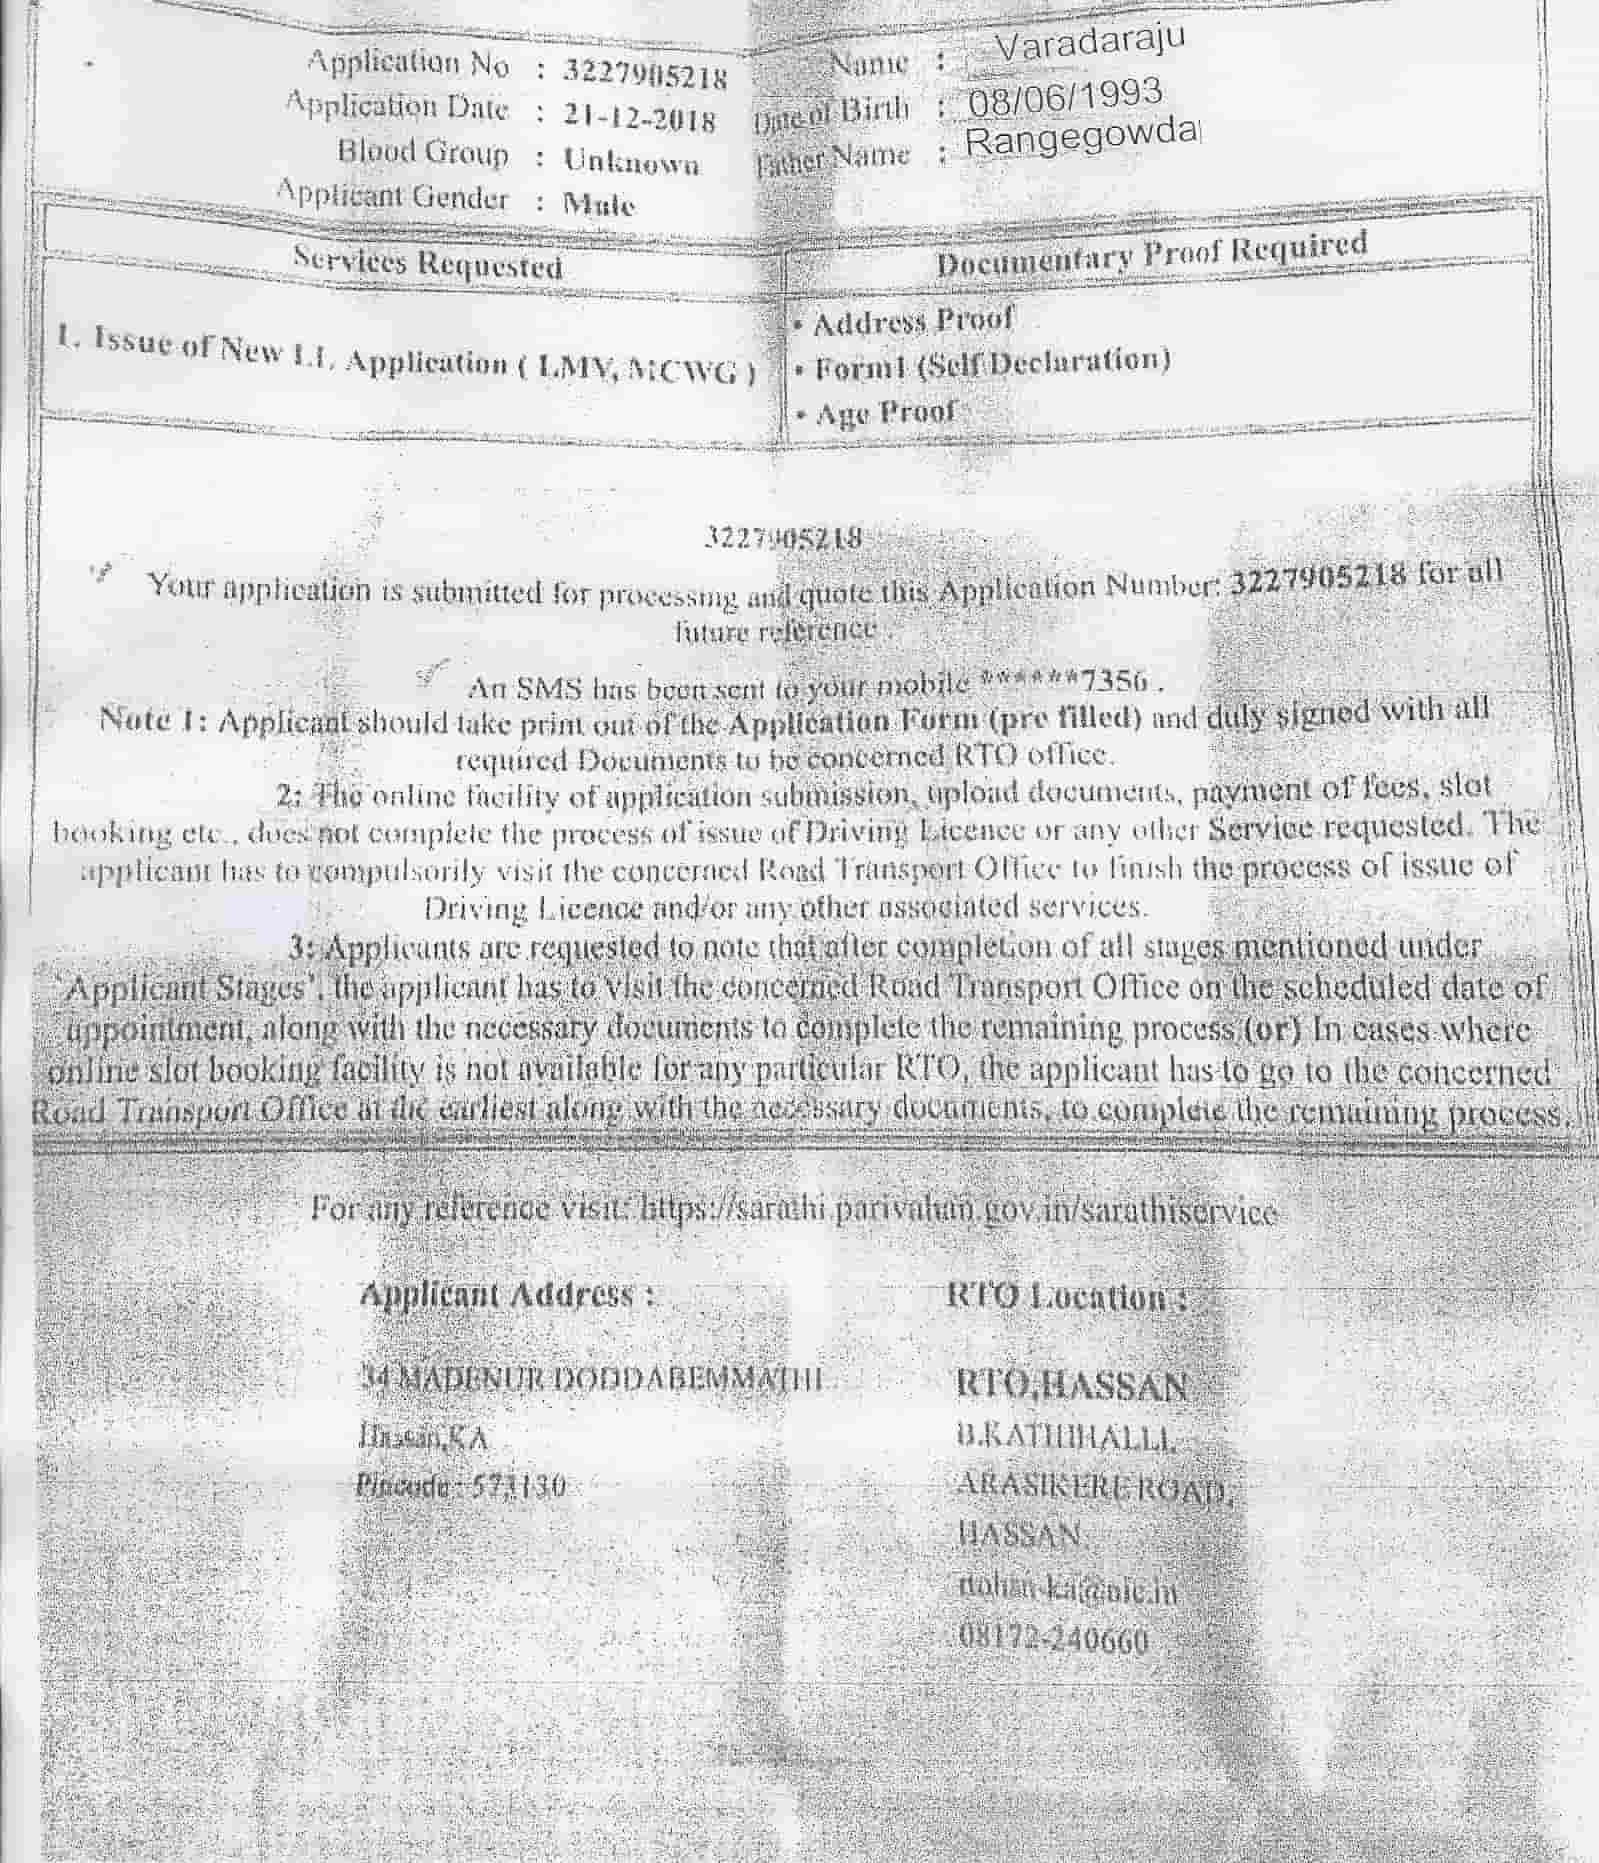 Application No : 3227905218
Application Date : 21-12-2018
Blood Group : Unknown
Applicant Gender : Male
Name : Varadaraju
Date of Birth : 08/06/1993
Father Name : Rangegowda
Services Requested
Documentary Proof Required
1. Issue of New LL Application ( LMV, MCWG )
• Address Proof
• Form1 (Self Declaration)
• Age Proof
3227905218
Your application is submitted for processing and quote this Application Number: 3227905218 for all
future reference .
An SMS has been sent to your mobile ******7356 .
Note 1: Applicant should take print out of the Application Form (pre filled) and duly signed with all
required Documents to be concerned RTO office.
2: The online facility of application submission, upload documents, payment of fees, slot
booking etc., does not complete the process of issue of Driving Licence or any other Service requested. The
applicant has to compulsorily visit the concerned Road Transport Office to finish the process of issue of
Driving Licence and/or any other associated services.
3: Applicants are requested to note that after completion of all stages mentioned under
'Applicant Stages', the applicant has to visit the concerned Road Transport Office on the scheduled date of
appointment, along with the necessary documents to complete the remaining process.(or) In cases where
online slot booking facility is not available for any particular RTO, the applicant has to go to the concerned
Road Transport Office at the earliest along with the necessary documents, to complete the remaining process.
For any reference visit: https://sarathi.parivahan.gov.in/sarathiservice
Applicant Address :
34 MADENUR DODDABEMMATHI
Hassan,KA
Pincode: 573130
RTO Location :
RTO,HASSAN
B.KATIHHALLI,
ARASIKERE ROAD,
HASSAN
08172-240660